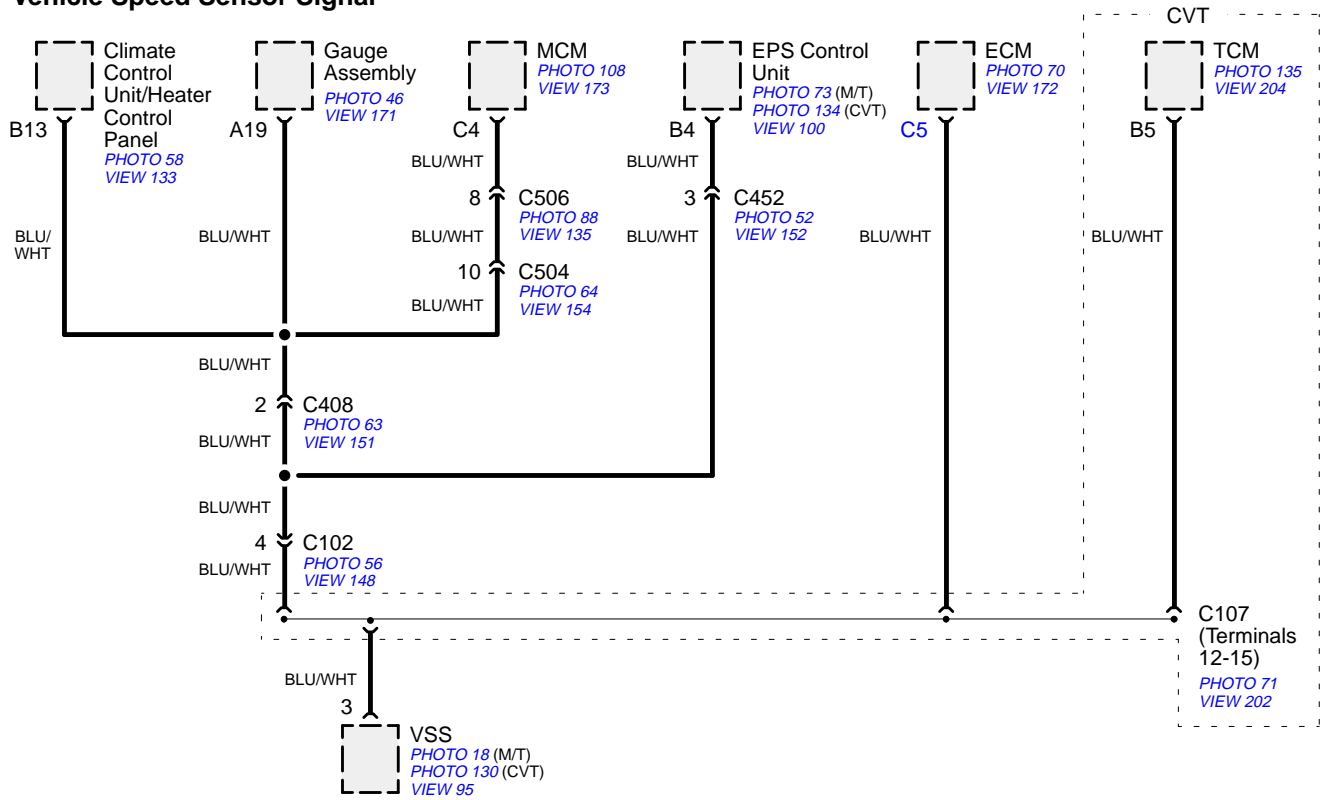 Vehicle Speed Sensor Signal
CVT
Climate
Control
Unit/Heater
Control
Panel
PHOTO 58
VIEW 133
B13
Gauge
Assembly
PHOTO 46
VIEW 171
A19
MCM
PHOTO 108
VIEW 173
C4
EPS Control
Unit
PHOTO 73 (M/T)
PHOTO 134 (CVT)
VIEW 100
B4
ECM
PHOTO 70
VIEW 172
C5
TCM
PHOTO 135
VIEW 204
B5
BLU/WHT
BLU/WHT
8 C506
PHOTO 88
VIEW 135
3 C452
PHOTO 52
VIEW 152
BLU/
WHT
BLU/WHT
BLU/WHT
BLU/WHT
BLU/WHT
BLU/WHT
10 C504
PHOTO 64
VIEW 154
BLU/WHT
BLU/WHT
2 C408
PHOTO 63
VIEW 151
BLU/WHT
BLU/WHT
4 C102
PHOTO 56
VIEW 148
BLU/WHT
C107
(Terminals
12-15)
PHOTO 71
VIEW 202
BLU/WHT
3
VSS
PHOTO 18 (M/T)
PHOTO 130 (CVT)
VIEW 95